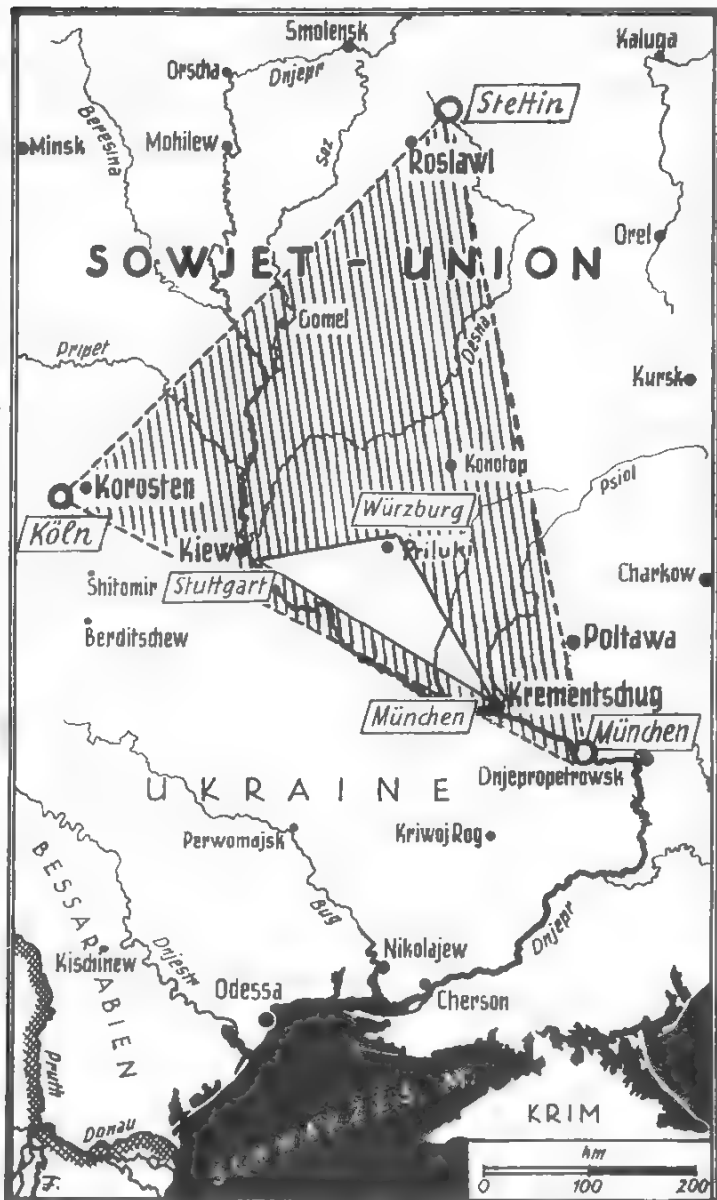 Smolensk
Kaluga
Orscha
Dnjepr
Stettin
Beresina
Minsk
Mohilew
Soz
Roslawl
Orel
SOWJET - UNION
Gomel
Desna
Pripet
Kursk
Konotop
Psiol
Korosten
Würzburg
Köln
Kiew
Priluki
Shitomir
Stuttgart
Charkow
Berditschew
Poltawa
Krementschug
München
München
Dnjepropetrowsk
UKRAINE
Perwomajsk
Kriwoj Rog
BESSARABIEN
Bug
Dnjepr
Kischinew
Dnjestr
Nikolajew
Odessa
Cherson
Pruth
Donau
KRIM
km
0 100 200
F.